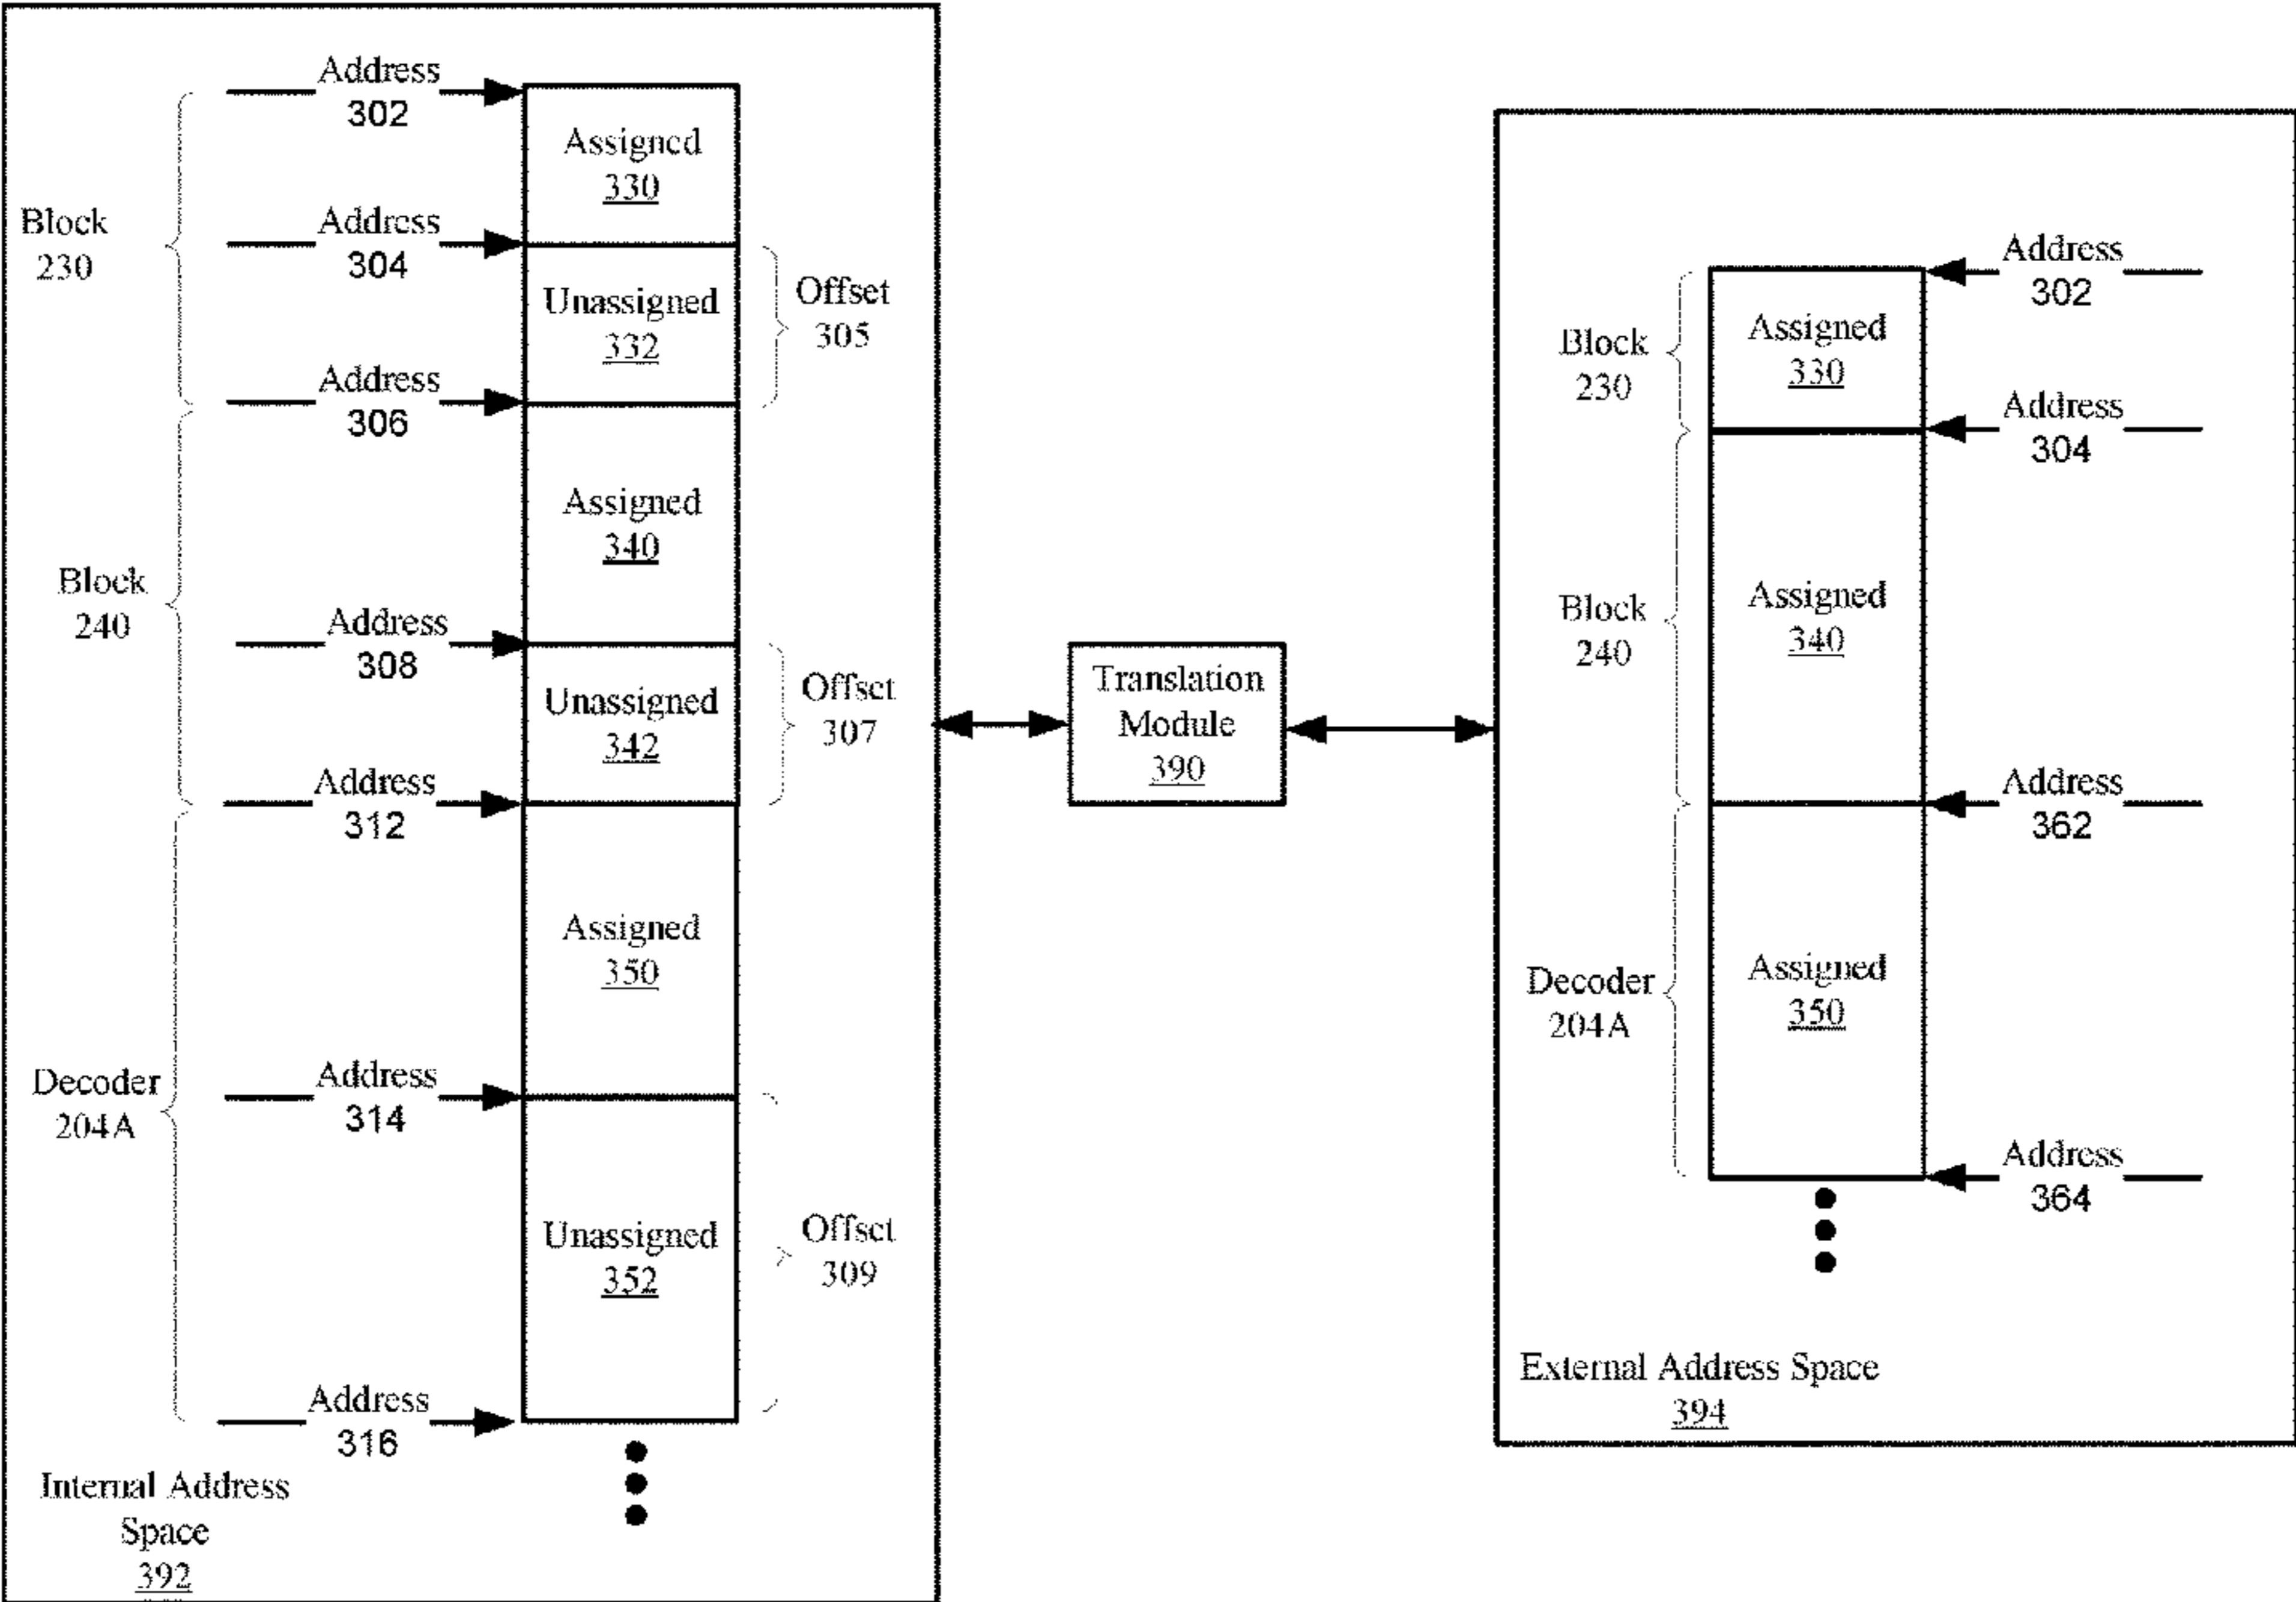 Address
302
Assigned
330
Block
230
Address
304
Unassigned
332
Offset
305
Address
306
Assigned
340
Block
240
Address
308
Unassigned
342
Offset
307
Address
312
Assigned
350
Decoder
204A
Address
314
Unassigned
352
Offset
309
Address
316
Internal Address
Space
392
Translation
Module
390
Address
302
Block
230
Assigned
330
Address
304
Block
240
Assigned
340
Address
362
Decoder
204A
Assigned
350
Address
364
External Address Space
394